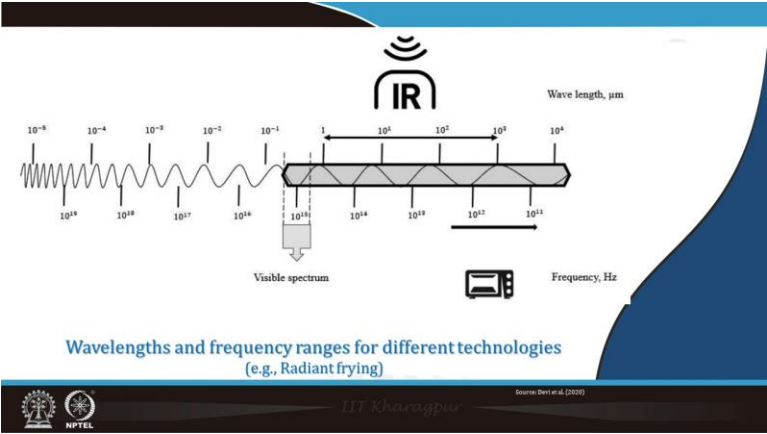 IR
Wave length, μm
10⁻⁵ 10⁻⁴ 10⁻³ 10⁻² 10⁻¹ 1 10¹ 10² 10³ 10⁴
10¹⁹ 10¹⁸ 10¹⁷ 10¹⁶ 10¹⁵ 10¹⁴ 10¹³ 10¹² 10¹¹
Visible spectrum
Frequency, Hz
Wavelengths and frequency ranges for different technologies
(e.g., Radiant frying)
Source: Devi et al. (2020)
IIT Kharagpur
NPTEL